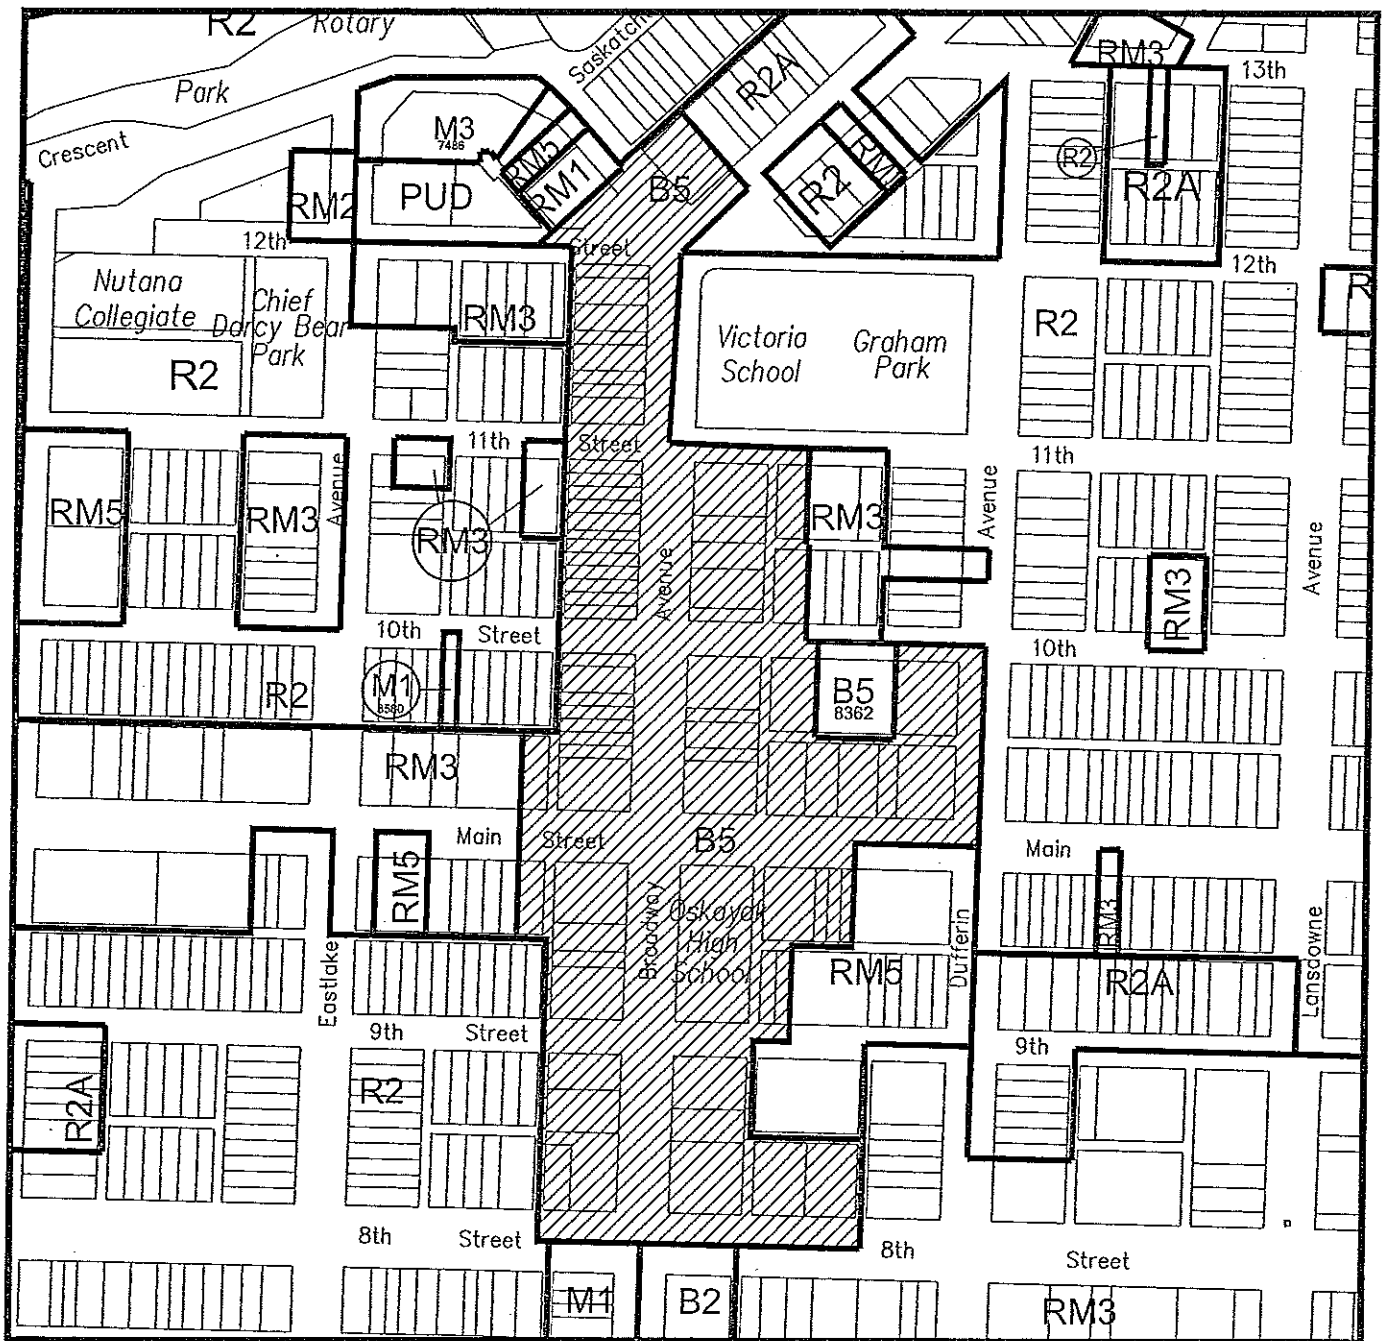 R2
Rotary
Park
Crescent
Saskatche
R2A
RM3
13th
M3
7486
RM5
RM1
PUD
RM2
B5
R2
R2
R2A
12th
Street
12th
Nutana
Collegiate
Chief
Darcy Bear
Park
R2
RM3
Victoria
School
Graham
Park
R2
11th
Street
11th
RM5
RM3
Avenue
RM3
Avenue
RM3
Avenue
RM3
Avenue
10th
Street
10th
R2
M1
8580
B5
8362
RM3
Main
Street
B5
Main
RM5
Broadway
Oskayak
High
School
Dufferin
RM3
Lansdowne
RM5
R2A
Eastlake
9th
Street
9th
R2A
R2
8th
Street
8th
Street
M1
B2
RM3